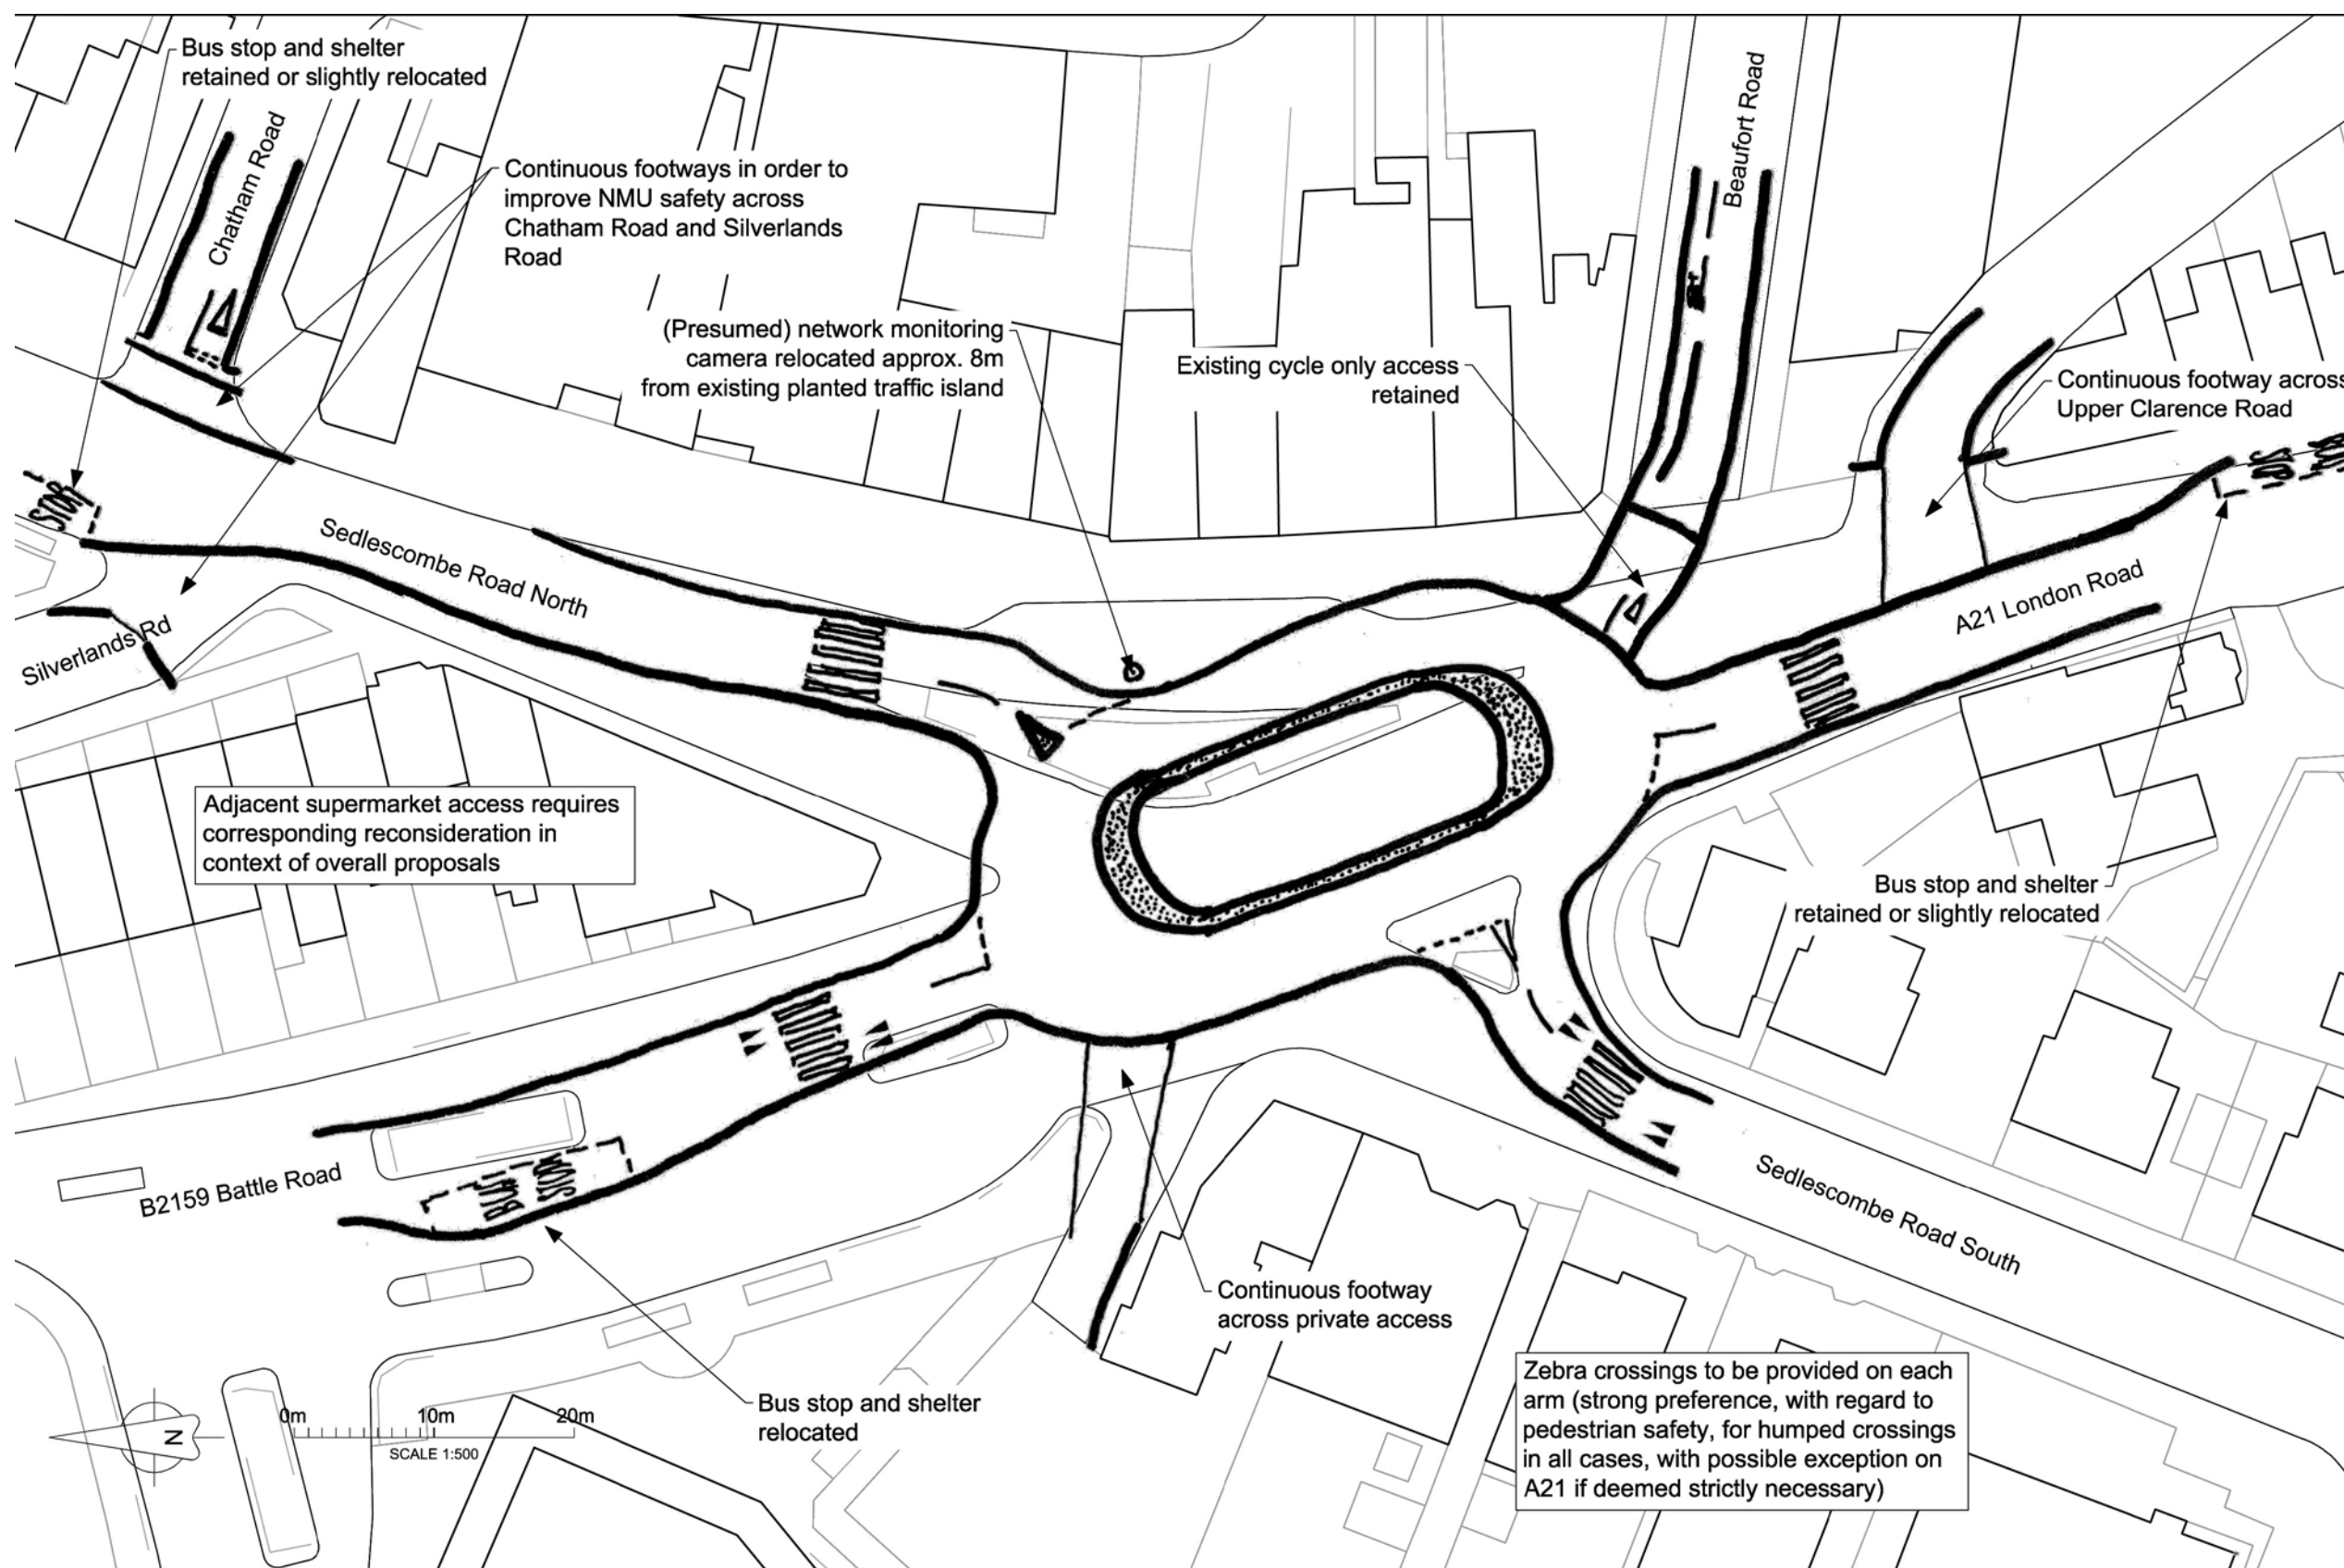 Bus stop and shelter
retained or slightly relocated
Chatham Road
Continuous footways in order to
improve NMU safety across
Chatham Road and Silverlands
Road
(Presumed) network monitoring
camera relocated approx. 8m
from existing planted traffic island
Existing cycle only access
retained
Beaufort Road
Continuous footway across
Upper Clarence Road
STOP
STOP
Sedlescombe Road North
A21 London Road
Silverlands Rd
Adjacent supermarket access requires
corresponding reconsideration in
context of overall proposals
Bus stop and shelter
retained or slightly relocated
B2159 Battle Road
BUS
STOP
Sedlescombe Road South
Continuous footway
across private access
Bus stop and shelter
relocated
Zebra crossings to be provided on each
arm (strong preference, with regard to
pedestrian safety, for humped crossings
in all cases, with possible exception on
A21 if deemed strictly necessary)
N
0m 10m 20m
SCALE 1:500